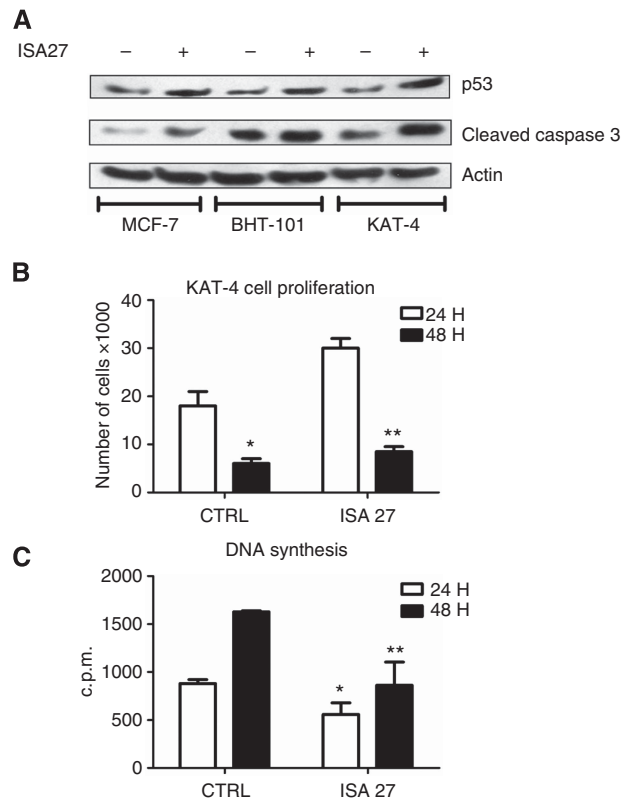 A
ISA27 – + – + – +
p53
Cleaved caspase 3
Actin
MCF-7 BHT-101 KAT-4
B
KAT-4 cell proliferation
24 H
48 H
Number of cells ×1000
40
30
20
10
0
*
**
CTRL ISA 27
C
DNA synthesis
24 H
48 H
c.p.m.
2000
1500
1000
500
0
*
**
CTRL ISA 27